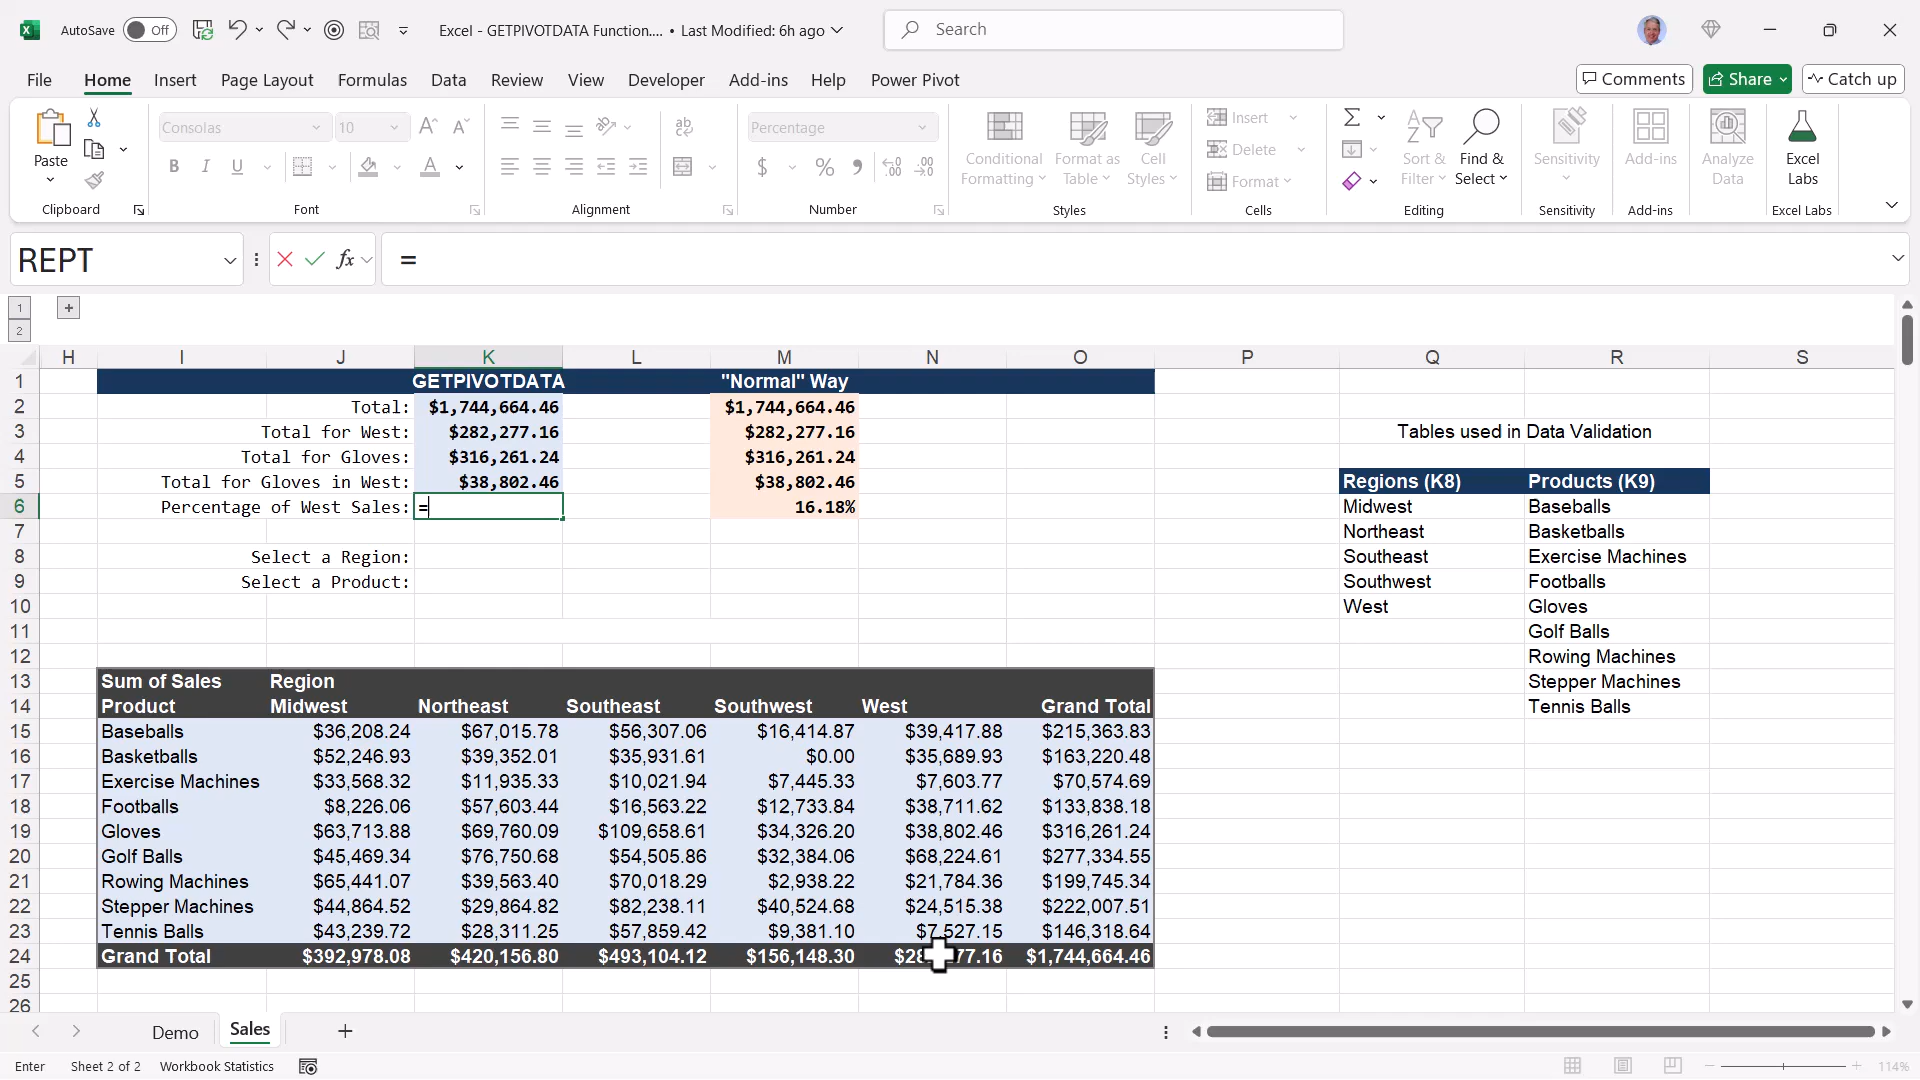 AutoSave Off Excel - GETPIVOTDATA Function.... • Last Modified: 6h ago Search
File Home Insert Page Layout Formulas Data Review View Developer Add-ins Help Power Pivot Comments Share Catch up
Paste
Clipboard
Consolas 10
B I U A
Font
ab
Alignment
Percentage
$ % 9 .00
Number
Conditional Formatting
Format as Table
Cell Styles
Styles
Insert
Delete
Format
Cells
Sort & Filter
Find & Select
Editing
Sensitivity
Sensitivity
Add-ins
Add-ins
Analyze Data
Excel Labs
Excel Labs
REPT fx =
1 +
2
H I J K L M N O P Q R S
1 GETPIVOTDATA "Normal" Way
2 Total: $1,744,664.46 $1,744,664.46
3 Total for West: $282,277.16 $282,277.16 Tables used in Data Validation
4 Total for Gloves: $316,261.24 $316,261.24
5 Total for Gloves in West: $38,802.46 $38,802.46 Regions (K8) Products (K9)
6 Percentage of West Sales: = 16.18% Midwest Baseballs
7 Northeast Basketballs
8 Select a Region: Southeast Exercise Machines
9 Select a Product: Southwest Footballs
10 West Gloves
11 Golf Balls
12 Rowing Machines
13 Sum of Sales Region Stepper Machines
14 Product Midwest Northeast Southeast Southwest West Grand Total Tennis Balls
15 Baseballs $36,208.24 $67,015.78 $56,307.06 $16,414.87 $39,417.88 $215,363.83
16 Basketballs $52,246.93 $39,352.01 $35,931.61 $0.00 $35,689.93 $163,220.48
17 Exercise Machines $33,568.32 $11,935.33 $10,021.94 $7,445.33 $7,603.77 $70,574.69
18 Footballs $8,226.06 $57,603.44 $16,563.22 $12,733.84 $38,711.62 $133,838.18
19 Gloves $63,713.88 $69,760.09 $109,658.61 $34,326.20 $38,802.46 $316,261.24
20 Golf Balls $45,469.34 $76,750.68 $54,505.86 $32,384.06 $68,224.61 $277,334.55
21 Rowing Machines $65,441.07 $39,563.40 $70,018.29 $2,938.22 $21,784.36 $199,745.34
22 Stepper Machines $44,864.52 $29,864.82 $82,238.11 $40,524.68 $24,515.38 $222,007.51
23 Tennis Balls $43,239.72 $28,311.25 $57,859.42 $9,381.10 $7,527.15 $146,318.64
24 Grand Total $392,978.08 $420,156.80 $493,104.12 $156,148.30 $1,744,664.46
25
26
Demo Sales +
Enter Sheet 2 of 2 Workbook Statistics 114%